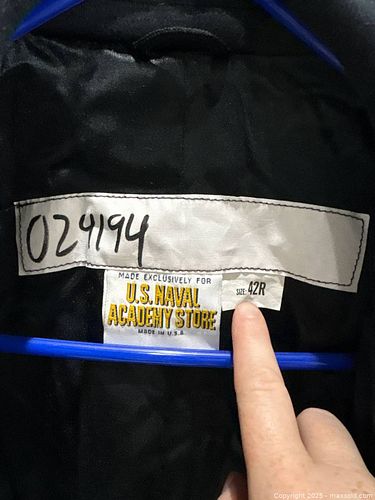 024194
MADE EXCLUSIVELY FOR
U.S. NAVAL
ACADEMY STORE
MADE IN U.S.A.
SIZE: 42R
Copyright 2025 - maxsold.com